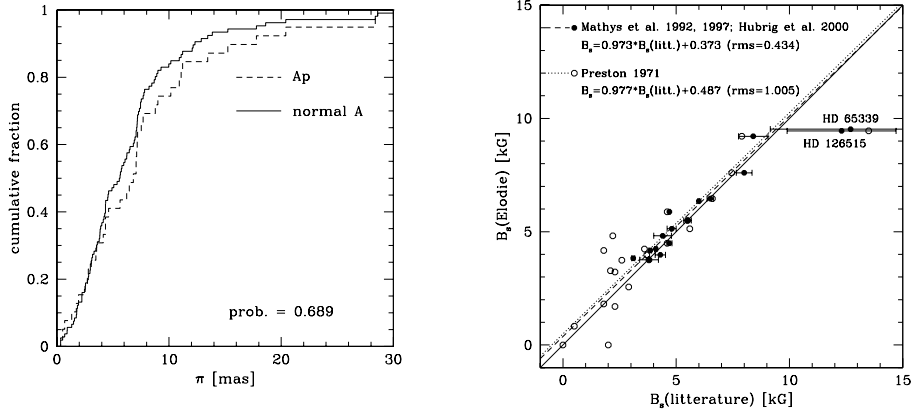 1
0.8
0.6
0.4
0.2
0
cumulative fraction
Ap
normal A
prob. = 0.689
0
10
20
30
π [mas]
15
10
5
0
B_s(Elodie) [kG]
Mathys et al. 1992, 1997; Hubrig et al. 2000
B_s=0.973*B_s(litt.)+0.373 (rms=0.434)
Preston 1971
B_s=0.977*B_s(litt.)+0.487 (rms=1.005)
HD 65339
HD 126515
0
5
10
15
B_s(litterature) [kG]